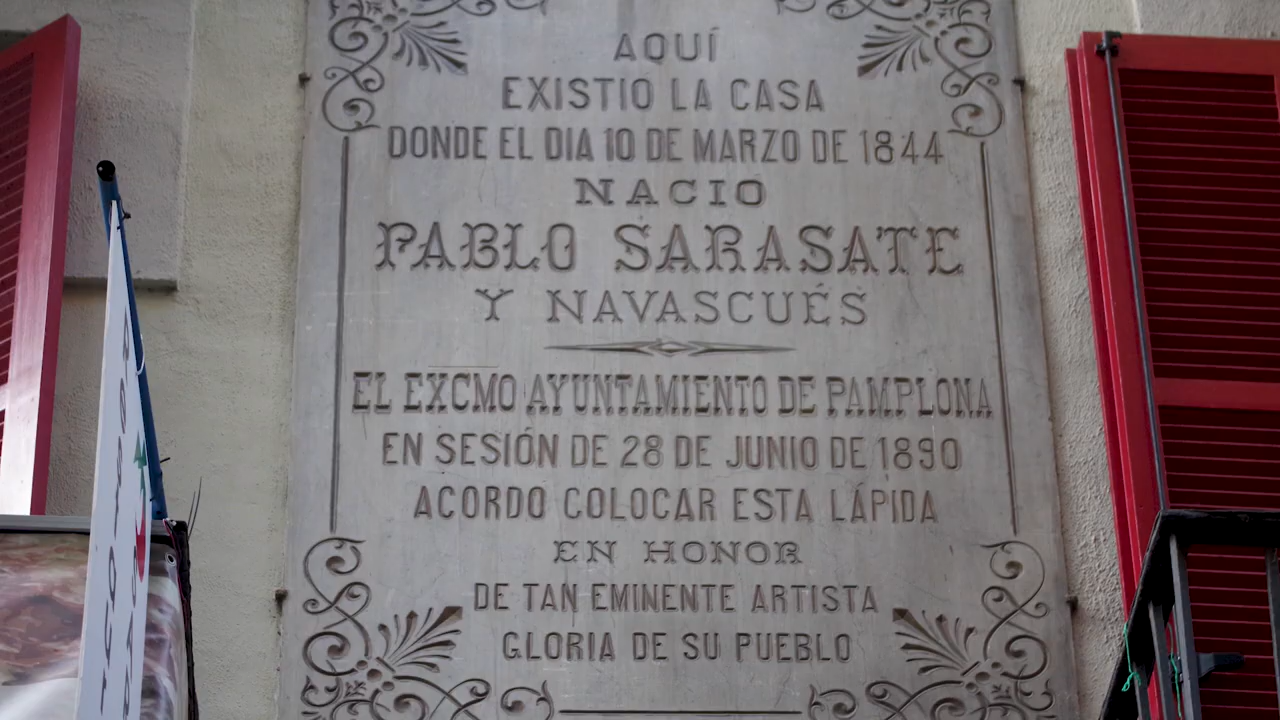 AQUÍ
EXISTIO LA CASA
DONDE EL DIA 10 DE MARZO DE 1844
NACIO
PABLO SARASATE
Y NAVASCUÉS
EL EXCMO AYUNTAMIENTO DE PAMPLONA
EN SESIÓN DE 28 DE JUNIO DE 1890
ACORDO COLOCAR ESTA LÁPIDA
EN HONOR
DE TAN EMINENTE ARTISTA
GLORIA DE SU PUEBLO